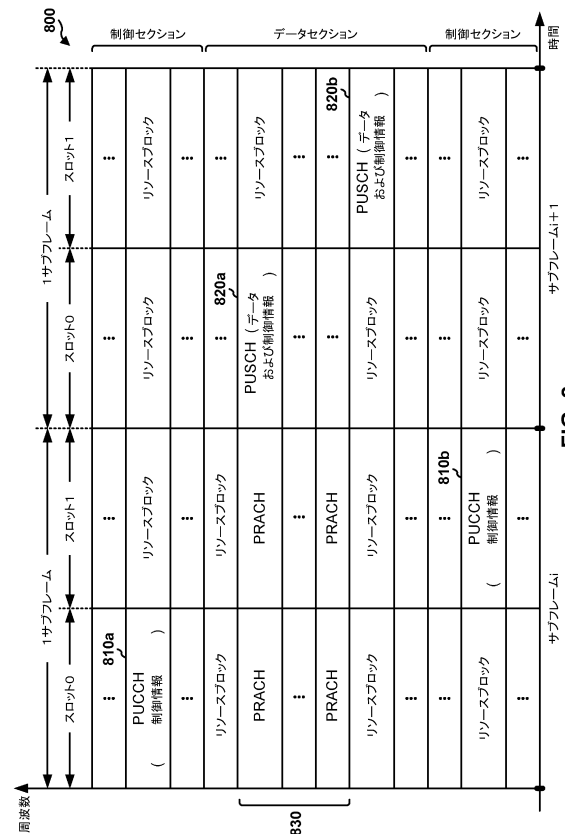 周波数
800
1サブフレーム 1サブフレーム
スロット0 スロット1 スロット0 スロット1
810a
... ... ... ...
PUCCH
(制御情報)
リソースブロック リソースブロック リソースブロック
制御セクション
... ... ... ...
リソースブロック リソースブロック ... ...
820a
PRACH PRACH
PUSCH(データ
および制御情報)
リソースブロック
830
... ... ... ...
データセクション
PRACH PRACH ... ...
820b
リソースブロック リソースブロック リソースブロック
PUSCH(データ
および制御情報)
... ... ... ...
810b
... ... ... ...
リソースブロック
PUCCH
(制御情報)
リソースブロック リソースブロック
制御セクション
... ... ... ...
サブフレームi サブフレームi+1
時間